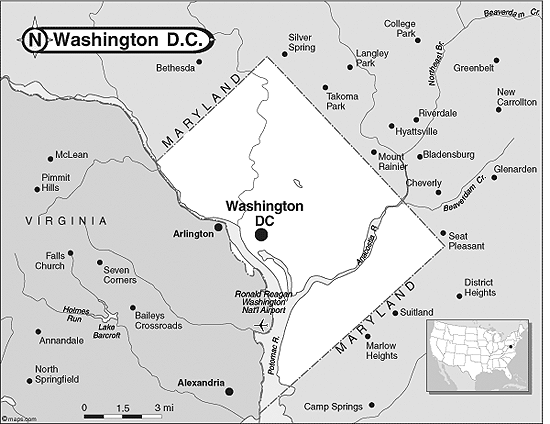 N Washington D.C.
Silver
Spring
College
Park
Beaverdam Cr.
Bethesda
Langley
Park
Northeast Br.
Greenbelt
MARYLAND
Takoma
Park
New
Carrollton
Riverdale
Hyattsville
McLean
Mount
Rainier
Bladensburg
Pimmit
Hills
Cheverly
Glenarden
Beaverdam Cr.
VIRGINIA
Washington
DC
Arlington
Anacostia R.
Seat
Pleasant
Falls
Church
Seven
Corners
District
Heights
Ronald Reagan
Washington
Nat'l Airport
Holmes
Run
Lake
Barcroft
Baileys
Crossroads
Suitland
MARYLAND
Annandale
Potomac R.
Marlow
Heights
North
Springfield
Alexandria
Camp Springs
0 1.5 3 mi
©maps.com